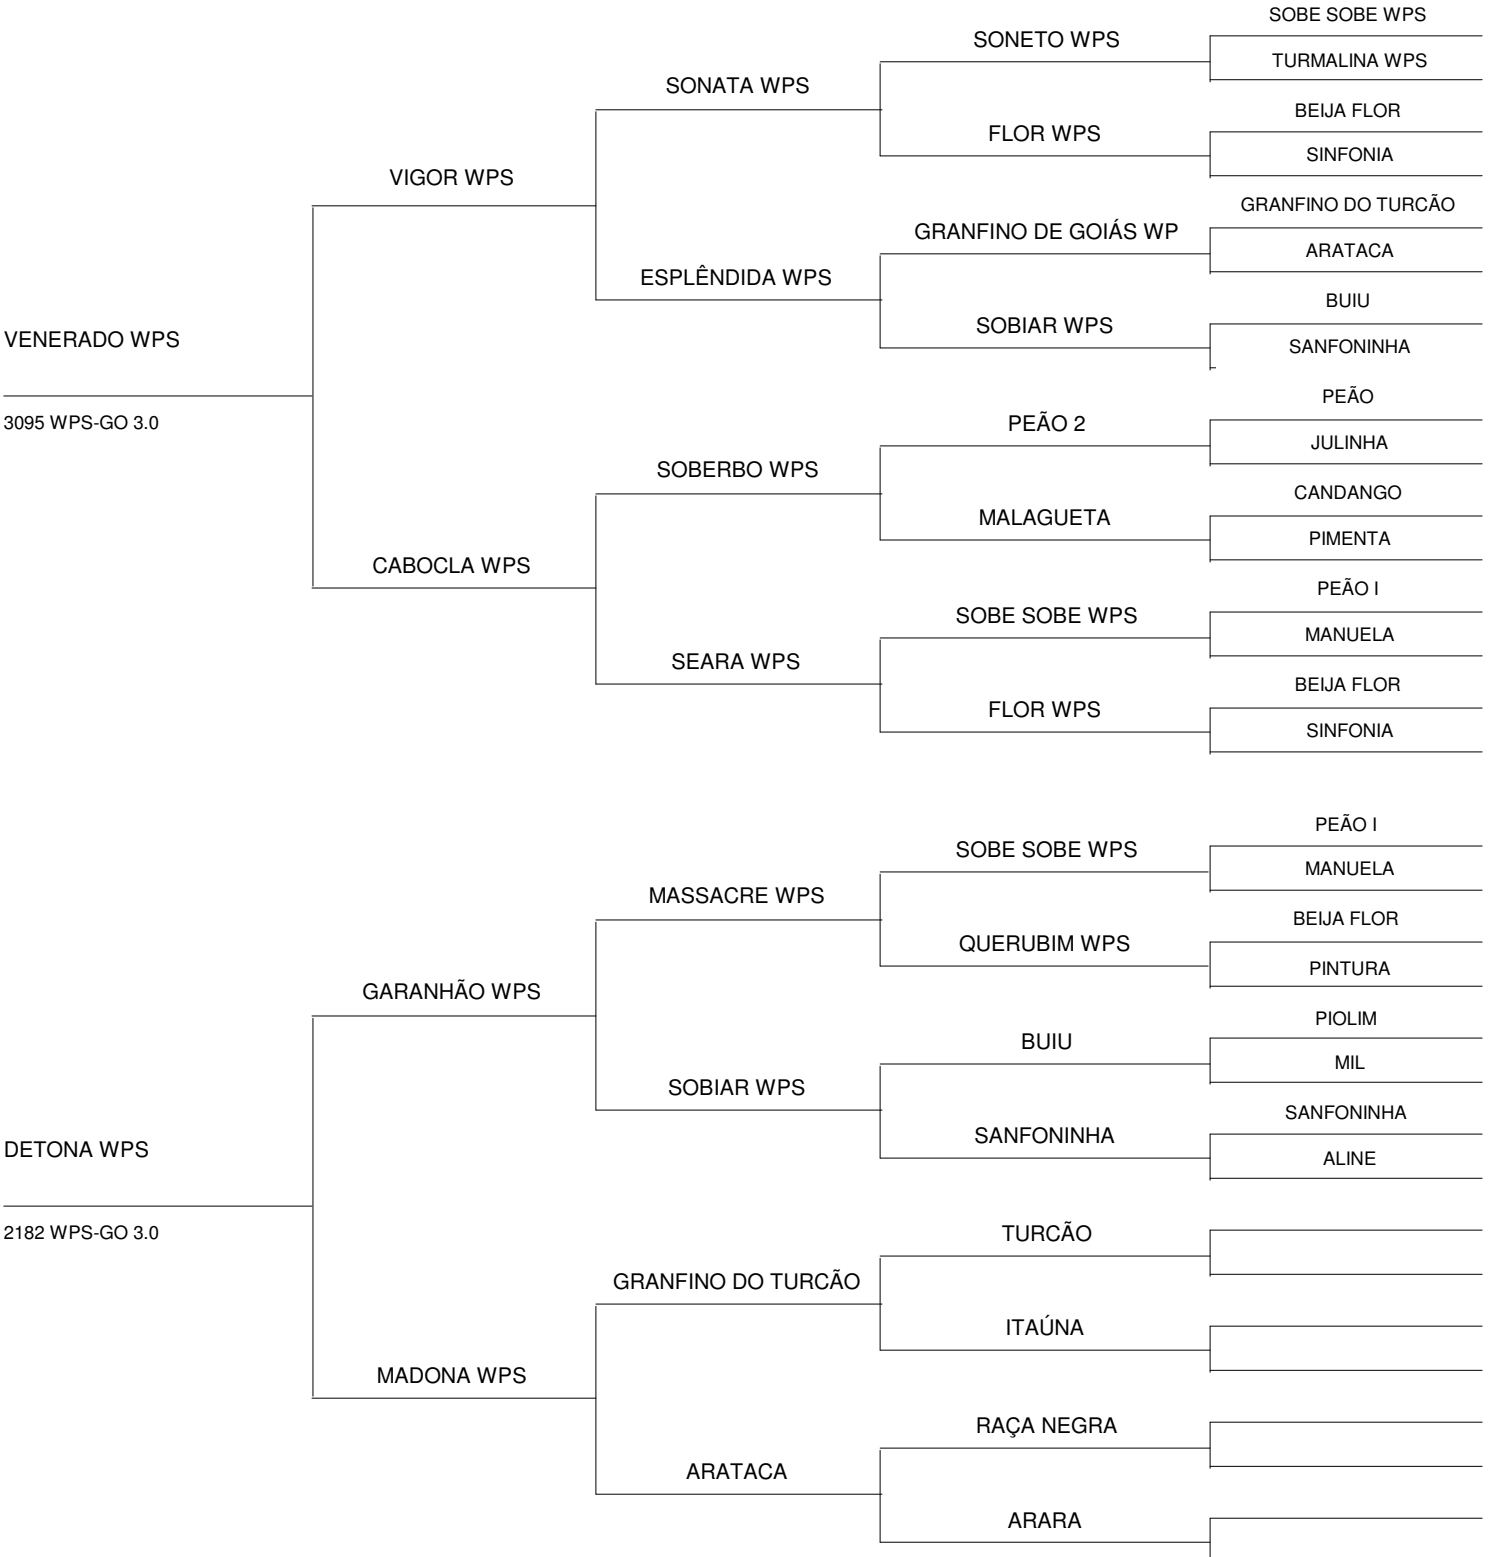 SOBE SOBE WPS
SONETO WPS
TURMALINA WPS
SONATA WPS
BEIJA FLOR
FLOR WPS
SINFONIA
VIGOR WPS
GRANFINO DO TURCÃO
GRANFINO DE GOIÁS WP
ARATACA
ESPLÊNDIDA WPS
BUIU
SOBIAR WPS
SANFONINHA
VENERADO WPS
3095 WPS-GO 3.0
PEÃO
PEÃO 2
JULINHA
SOBERBO WPS
CANDANGO
MALAGUETA
PIMENTA
CABOCLA WPS
PEÃO I
SOBE SOBE WPS
MANUELA
SEARA WPS
BEIJA FLOR
FLOR WPS
SINFONIA
PEÃO I
SOBE SOBE WPS
MANUELA
MASSACRE WPS
BEIJA FLOR
QUERUBIM WPS
PINTURA
GARANHÃO WPS
PIOLIM
BUIU
MIL
SOBIAR WPS
SANFONINHA
SANFONINHA
ALINE
DETONA WPS
2182 WPS-GO 3.0
TURCÃO
GRANFINO DO TURCÃO
ITAÚNA
MADONA WPS
RAÇA NEGRA
ARATACA
ARARA